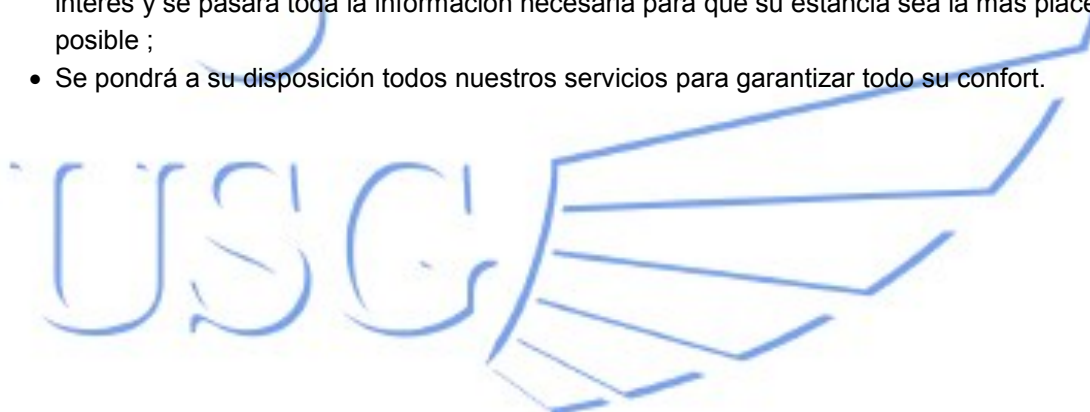 interés y se pasará toda la información necesaria para que su estancia sea la más
posible ;
• Se pondrá a su disposición todos nuestros servicios para garantizar todo su confort.
USG